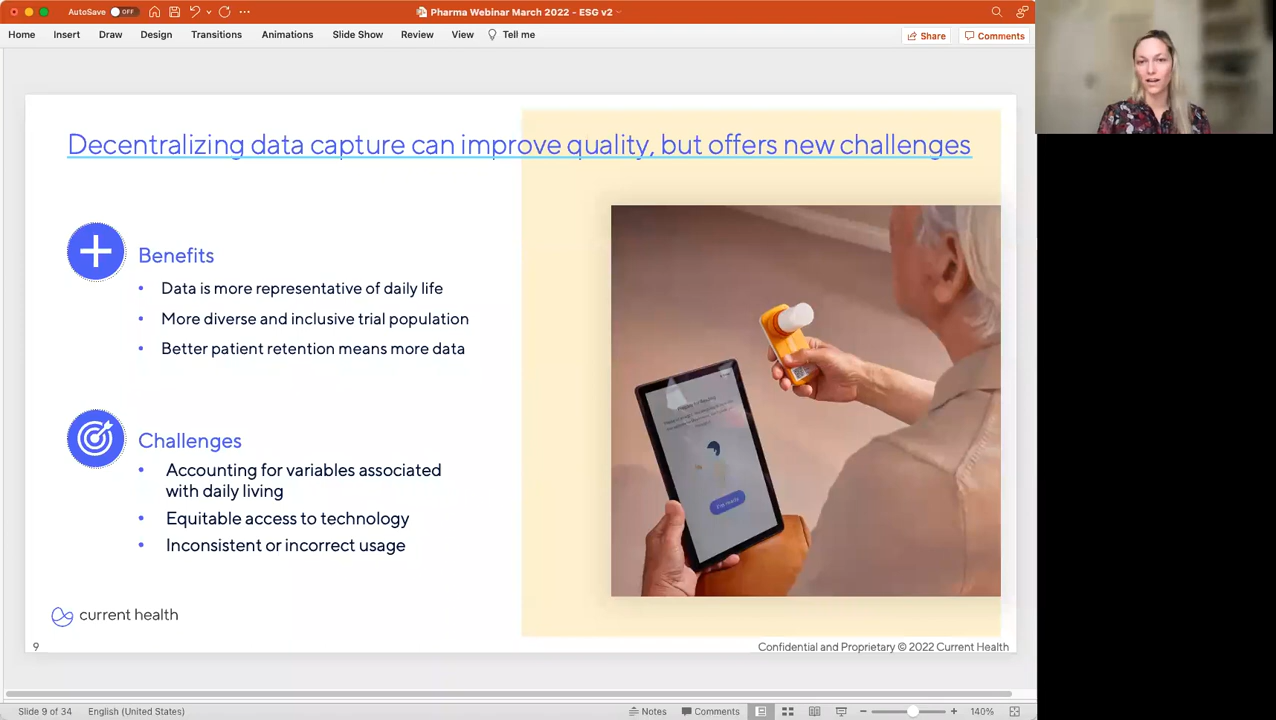 AutoSave OFF
Pharma Webinar March 2022 - ESG v2
Home Insert Draw Design Transitions Animations Slide Show Review View Tell me
Share Comments
Decentralizing data capture can improve quality, but offers new challenges
Benefits
• Data is more representative of daily life
• More diverse and inclusive trial population
• Better patient retention means more data
Challenges
• Accounting for variables associated
with daily living
• Equitable access to technology
• Inconsistent or incorrect usage
current health
9
Confidential and Proprietary © 2022 Current Health
Slide 9 of 34 English (United States) Notes Comments 140%